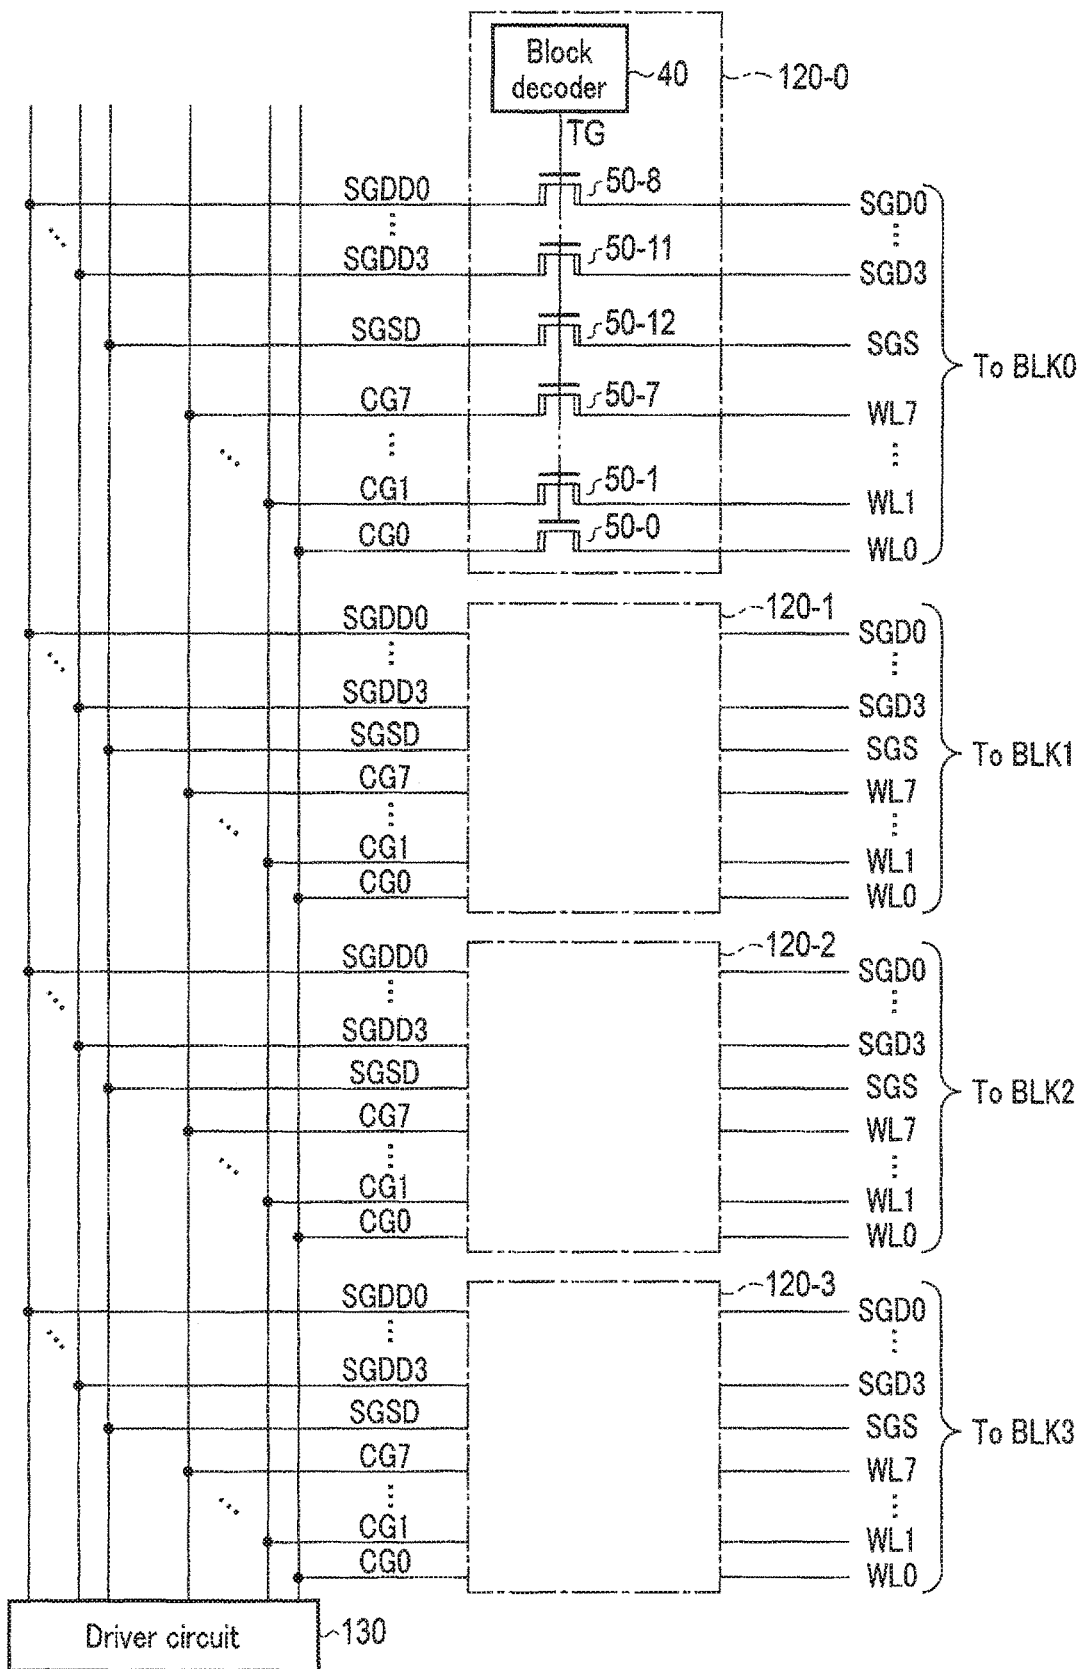 Block
decoder
40
120-0
TG
SGDD0
50-8
SGD0
SGDD3
50-11
SGD3
SGSD
50-12
SGS
To BLK0
CG7
50-7
WL7
CG1
50-1
WL1
CG0
50-0
WL0
120-1
SGDD0
SGD0
SGDD3
SGD3
SGSD
SGS
To BLK1
CG7
WL7
CG1
WL1
CG0
WL0
120-2
SGDD0
SGD0
SGDD3
SGD3
SGSD
SGS
To BLK2
CG7
WL7
CG1
WL1
CG0
WL0
120-3
SGDD0
SGD0
SGDD3
SGD3
SGSD
SGS
To BLK3
CG7
WL7
CG1
WL1
CG0
WL0
Driver circuit
130